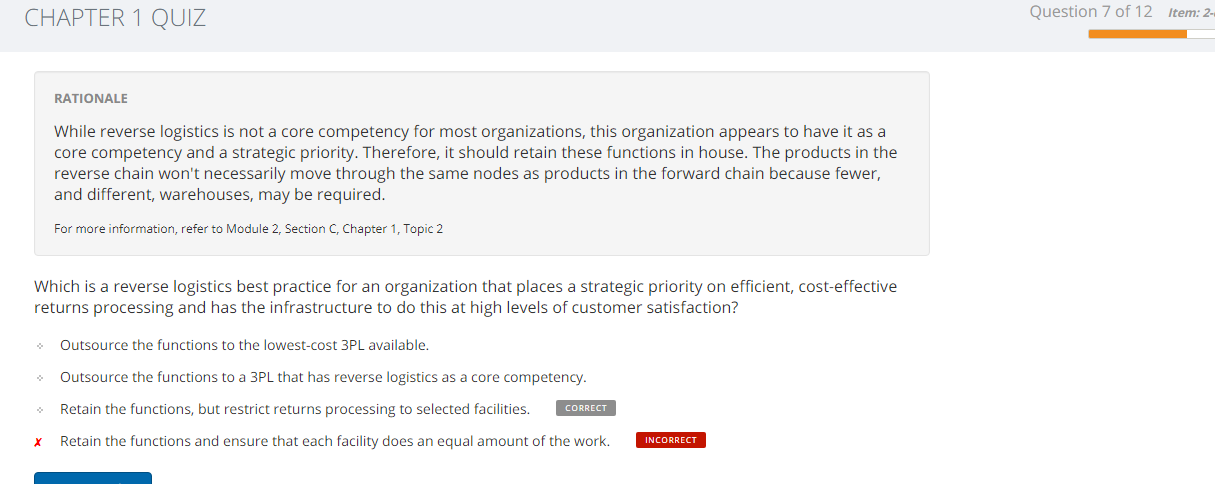 CHAPTER 1 QUIZ
Question 7 of 12 Item: 2-
RATIONALE
While reverse logistics is not a core competency for most organizations, this organization appears to have it as a
core competency and a strategic priority. Therefore, it should retain these functions in house. The products in the
reverse chain won't necessarily move through the same nodes as products in the forward chain because fewer,
and different, warehouses, may be required.
For more information, refer to Module 2, Section C, Chapter 1, Topic 2
Which is a reverse logistics best practice for an organization that places a strategic priority on efficient, cost-effective
returns processing and has the infrastructure to do this at high levels of customer satisfaction?
Outsource the functions to the lowest-cost 3PL available.
Outsource the functions to a 3PL that has reverse logistics as a core competency.
Retain the functions, but restrict returns processing to selected facilities. CORRECT
✗ Retain the functions and ensure that each facility does an equal amount of the work. INCORRECT